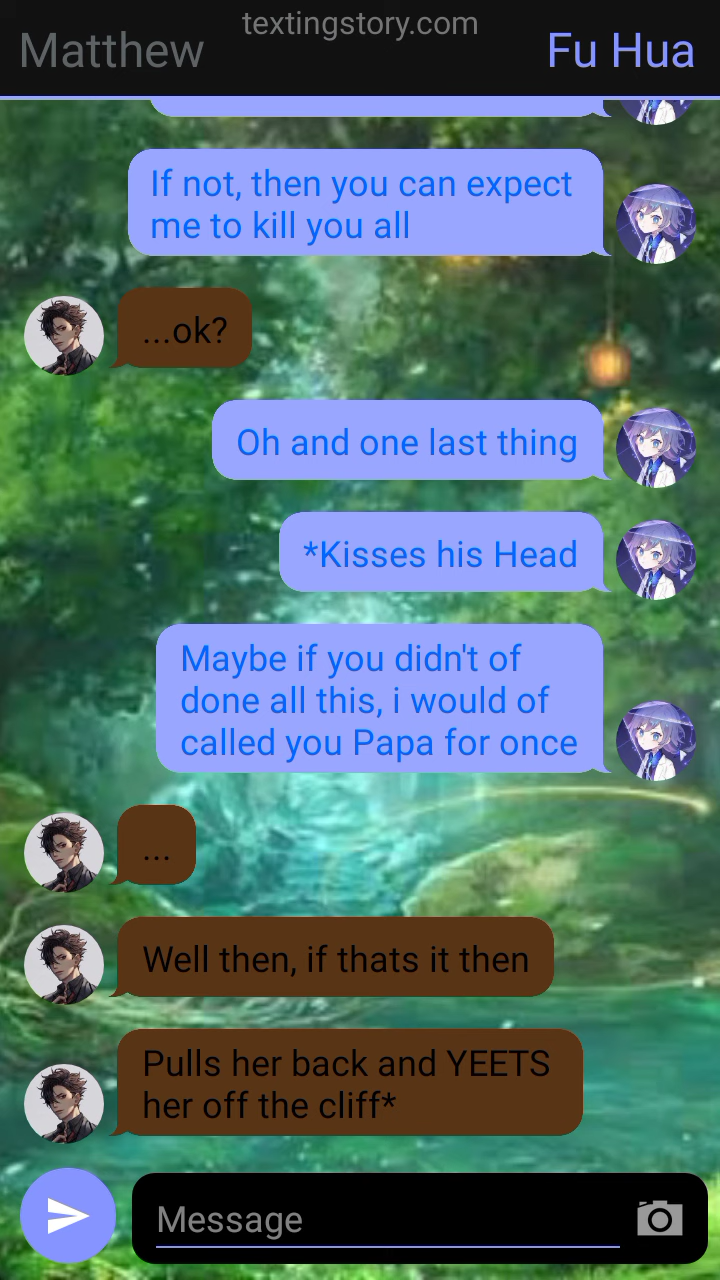 textingstory.com
Matthew
Fu Hua
If not, then you can expect
me to kill you all
...ok?
Oh and one last thing
*Kisses his Head
Maybe if you didn't of
done all this, i would of
called you Papa for once
...
Well then, if thats it then
Pulls her back and YEETS
her off the cliff*
Message